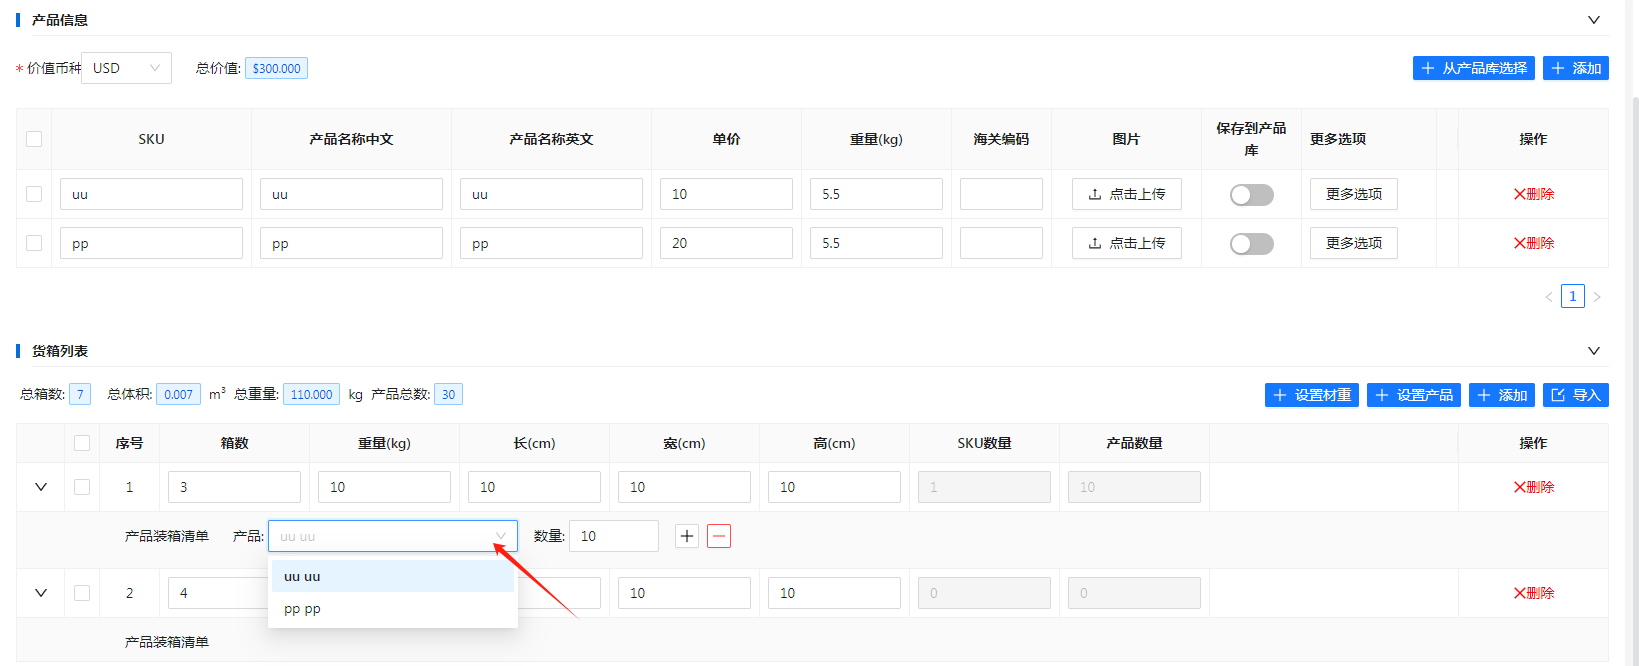 产品信息
* 价值币种 USD 总价值: $300.000 从产品库选择 添加
SKU 产品名称中文 产品名称英文 单价 重量(kg) 海关编码 图片 保存到产品库 更多选项 操作
uu uu uu 10 5.5 点击上传 更多选项 删除
pp pp pp 20 5.5 点击上传 更多选项 删除
< 1 >
货箱列表
总箱数: 7 总体积: 0.007 m³ 总重量: 110.000 kg 产品总数: 30 设置材重 设置产品 添加 导入
序号 箱数 重量(kg) 长(cm) 宽(cm) 高(cm) SKU数量 产品数量 操作
1 3 10 10 10 10 1 10 删除
产品装箱清单 产品: uu uu 数量: 10
uu uu
pp pp
2 4 10 10 0 0 删除
产品装箱清单